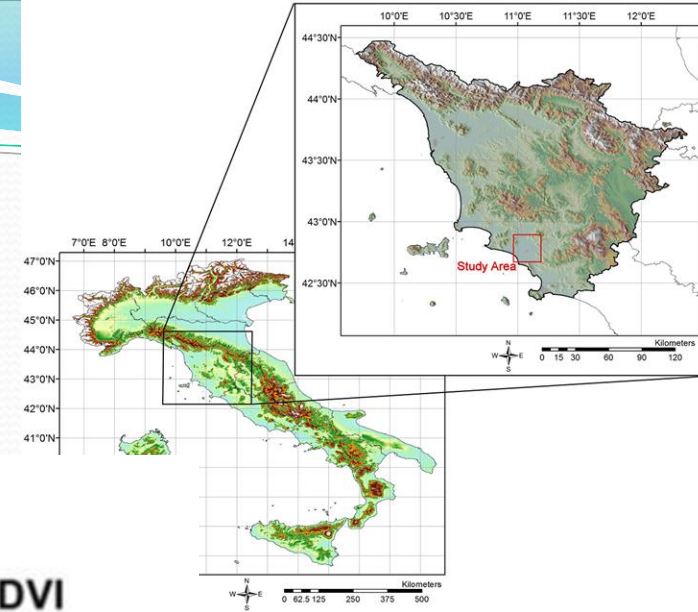 10°0'E 10°30'E 11°0'E 11°30'E 12°0'E
44°30'N
44°0'N
43°30'N
43°0'N
42°30'N
Study Area
N
W E
S
Kilometers
0 15 30 60 90 120
7°0'E 8°0'E 10°0'E 12°0'E 14
47°0'N
46°0'N
45°0'N
44°0'N
43°0'N
42°0'N
41°0'N
N
W E
S
Kilometers
0 62.5 125 250 375 500
DVI